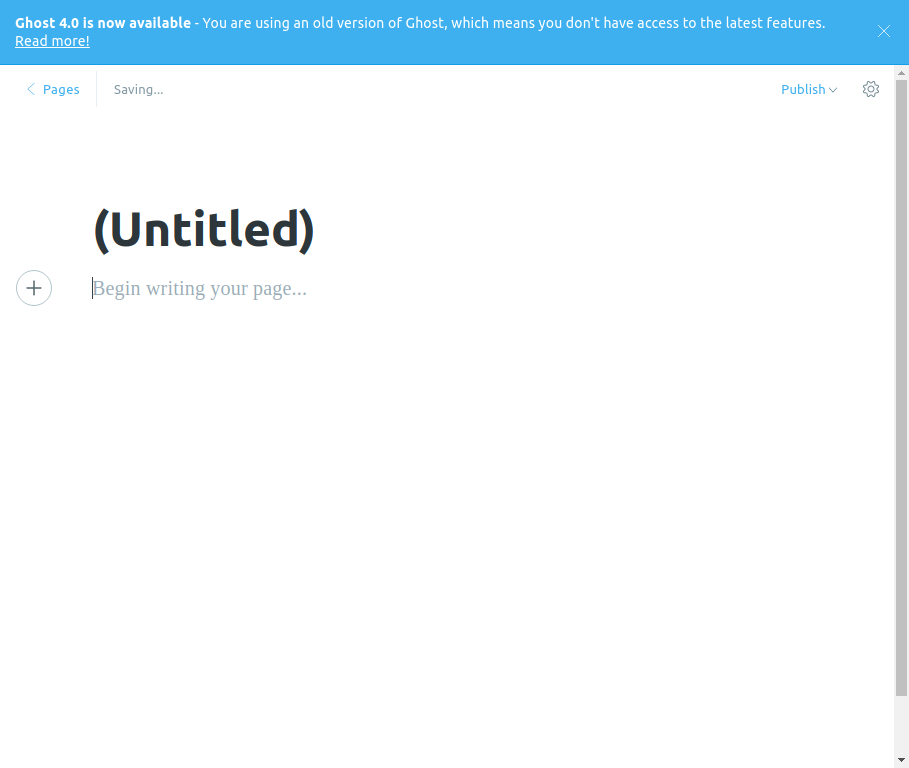 Ghost 4.0 is now available - You are using an old version of Ghost, which means you don't have access to the latest features.
Read more!
Pages
Saving...
Publish
(Untitled)
Begin writing your page...